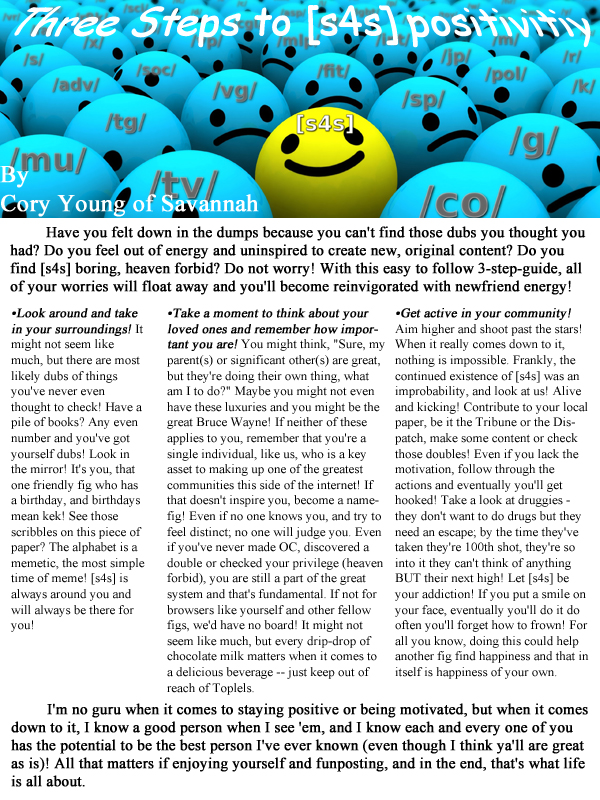 Three Steps to [s4s] positivitiy
/sci/
/s/
/x/
/mlp/
/jp/
/m/
/r/
/adv/
/soc/
/fit/
/pol/
/k/
/vg/
/sp/
/tg/
[s4s]
/g/
/mu/
/tv/
/co/
By
Cory Young of Savannah
Have you felt down in the dumps because you can't find those dubs you thought you
had? Do you feel out of energy and uninspired to create new, original content? Do you
find [s4s] boring, heaven forbid? Do not worry! With this easy to follow 3-step-guide, all
of your worries will float away and you'll become reinvigorated with newfriend energy!
•Look around and take
in your surroundings! It
might not seem like
much, but there are most
likely dubs of things
you've never even
thought to check! Have a
pile of books? Any even
number and you've got
yourself dubs! Look in
the mirror! It's you, that
one friendly fig who has
a birthday, and birthdays
mean kek! See those
scribbles on this piece of
paper? The alphabet is a
memetic, the most simple
time of meme! [s4s] is
always around you and
will always be there for
you!
•Take a moment to think about your
loved ones and remember how impor-
tant you are! You might think, "Sure, my
parent(s) or significant other(s) are great,
but they're doing their own thing, what
am I to do?" Maybe you might not even
have these luxuries and you might be the
great Bruce Wayne! If neither of these
applies to you, remember that you're a
single individual, like us, who is a key
asset to making up one of the greatest
communities this side of the internet! If
that doesn't inspire you, become a name-
fig! Even if no one knows you, and try to
feel distinct; no one will judge you. Even
if you've never made OC, discovered a
double or checked your privilege (heaven
forbid), you are still a part of the great
system and that's fundamental. If not for
browsers like yourself and other fellow
figs, we'd have no board! It might not
seem like much, but every drip-drop of
chocolate milk matters when it comes to
a delicious beverage -- just keep out of
reach of Toplels.
•Get active in your community!
Aim higher and shoot past the stars!
When it really comes down to it,
nothing is impossible. Frankly, the
continued existence of [s4s] was an
improbability, and look at us! Alive
and kicking! Contribute to your local
paper, be it the Tribune or the Dis-
patch, make some content or check
those doubles! Even if you lack the
motivation, follow through the
actions and eventually you'll get
hooked! Take a look at druggies -
they don't want to do drugs but they
need an escape; by the time they've
taken they're 100th shot, they're so
into it they can't think of anything
BUT their next high! Let [s4s] be
your addiction! If you put a smile on
your face, eventually you'll do it do
often you'll forget how to frown! For
all you know, doing this could help
another fig find happiness and that in
itself is happiness of your own.
I'm no guru when it comes to staying positive or being motivated, but when it comes
down to it, I know a good person when I see 'em, and I know each and every one of you
has the potential to be the best person I've ever known (even though I think ya'll are great
as is)! All that matters if enjoying yourself and funposting, and in the end, that's what life
is all about.